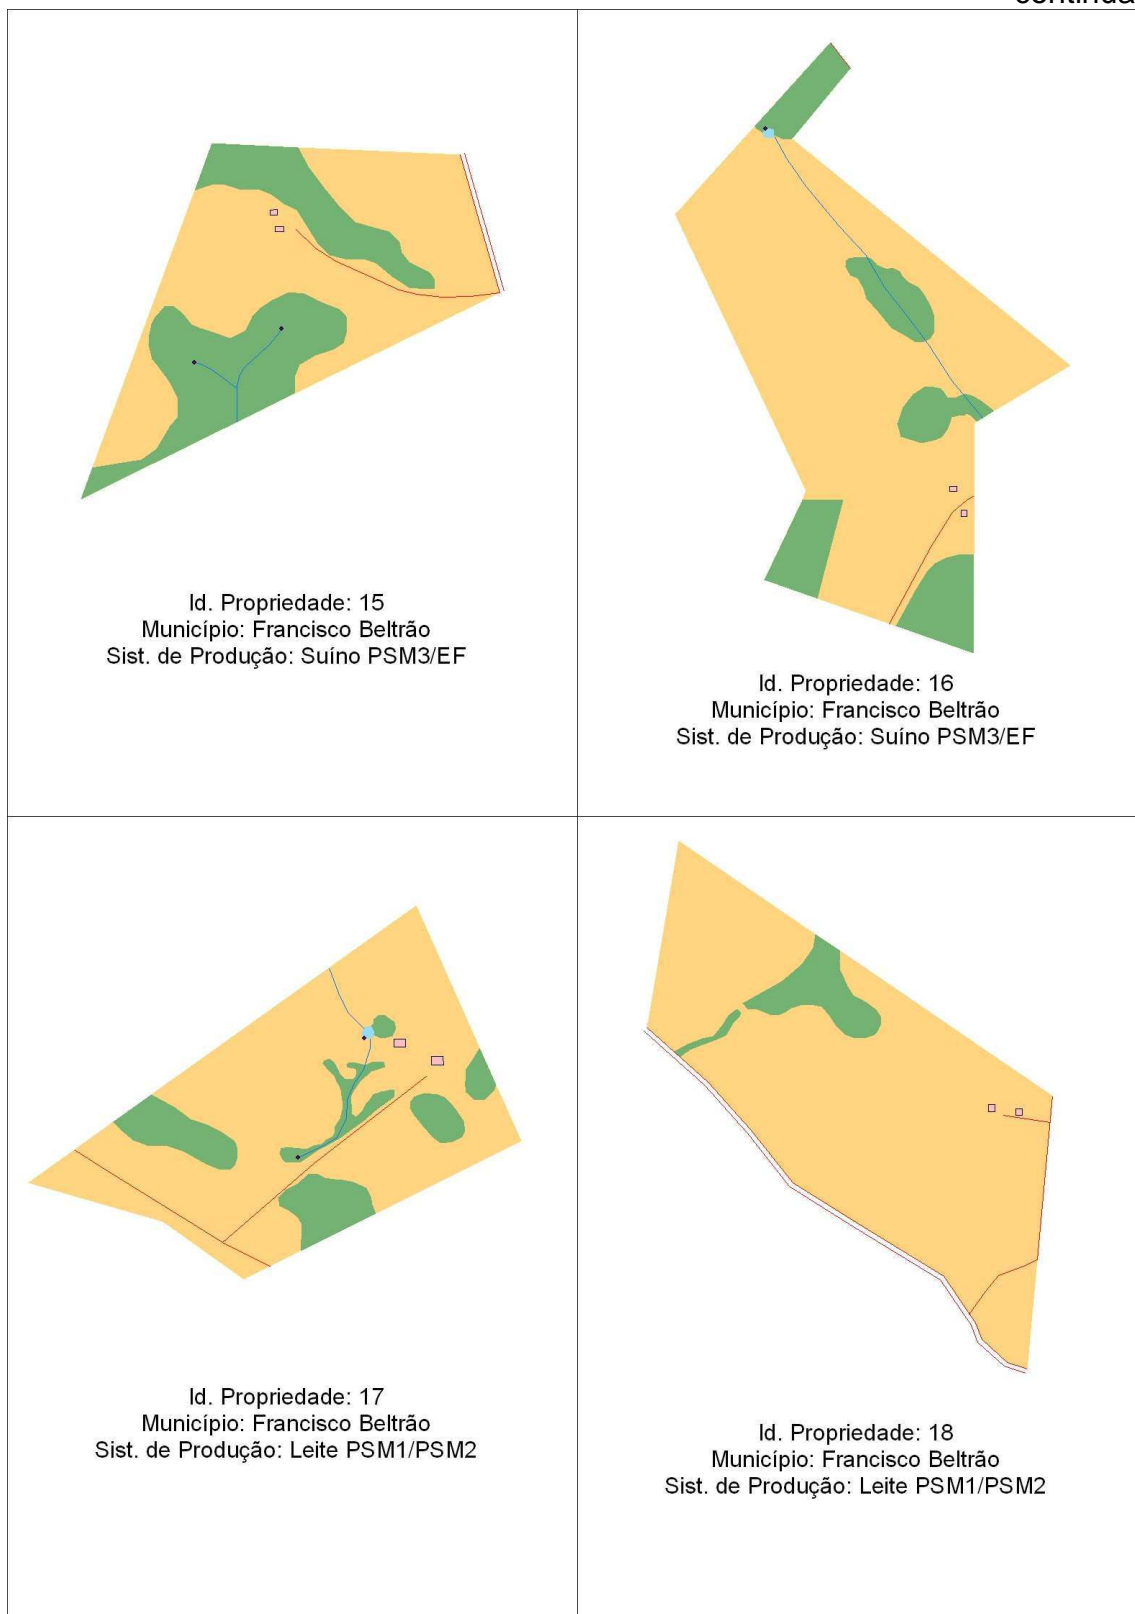 continua
Id. Propriedade: 15
Município: Francisco Beltrão
Sist. de Produção: Suíno PSM3/EF
Id. Propriedade: 16
Município: Francisco Beltrão
Sist. de Produção: Suíno PSM3/EF
Id. Propriedade: 17
Município: Francisco Beltrão
Sist. de Produção: Leite PSM1/PSM2
Id. Propriedade: 18
Município: Francisco Beltrão
Sist. de Produção: Leite PSM1/PSM2